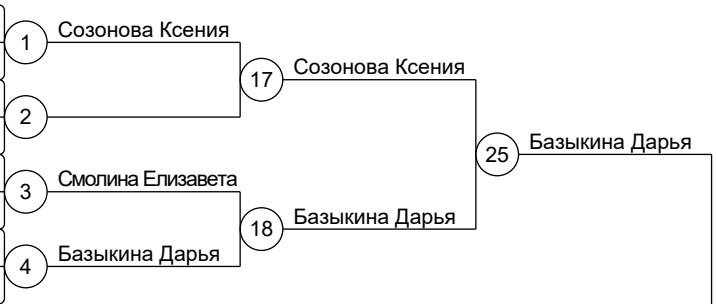 1 Созонова Ксения
17 Созонова Ксения
2
25 Базыкина Дарья
3 Смолина Елизавета
18 Базыкина Дарья
4 Базыкина Дарья